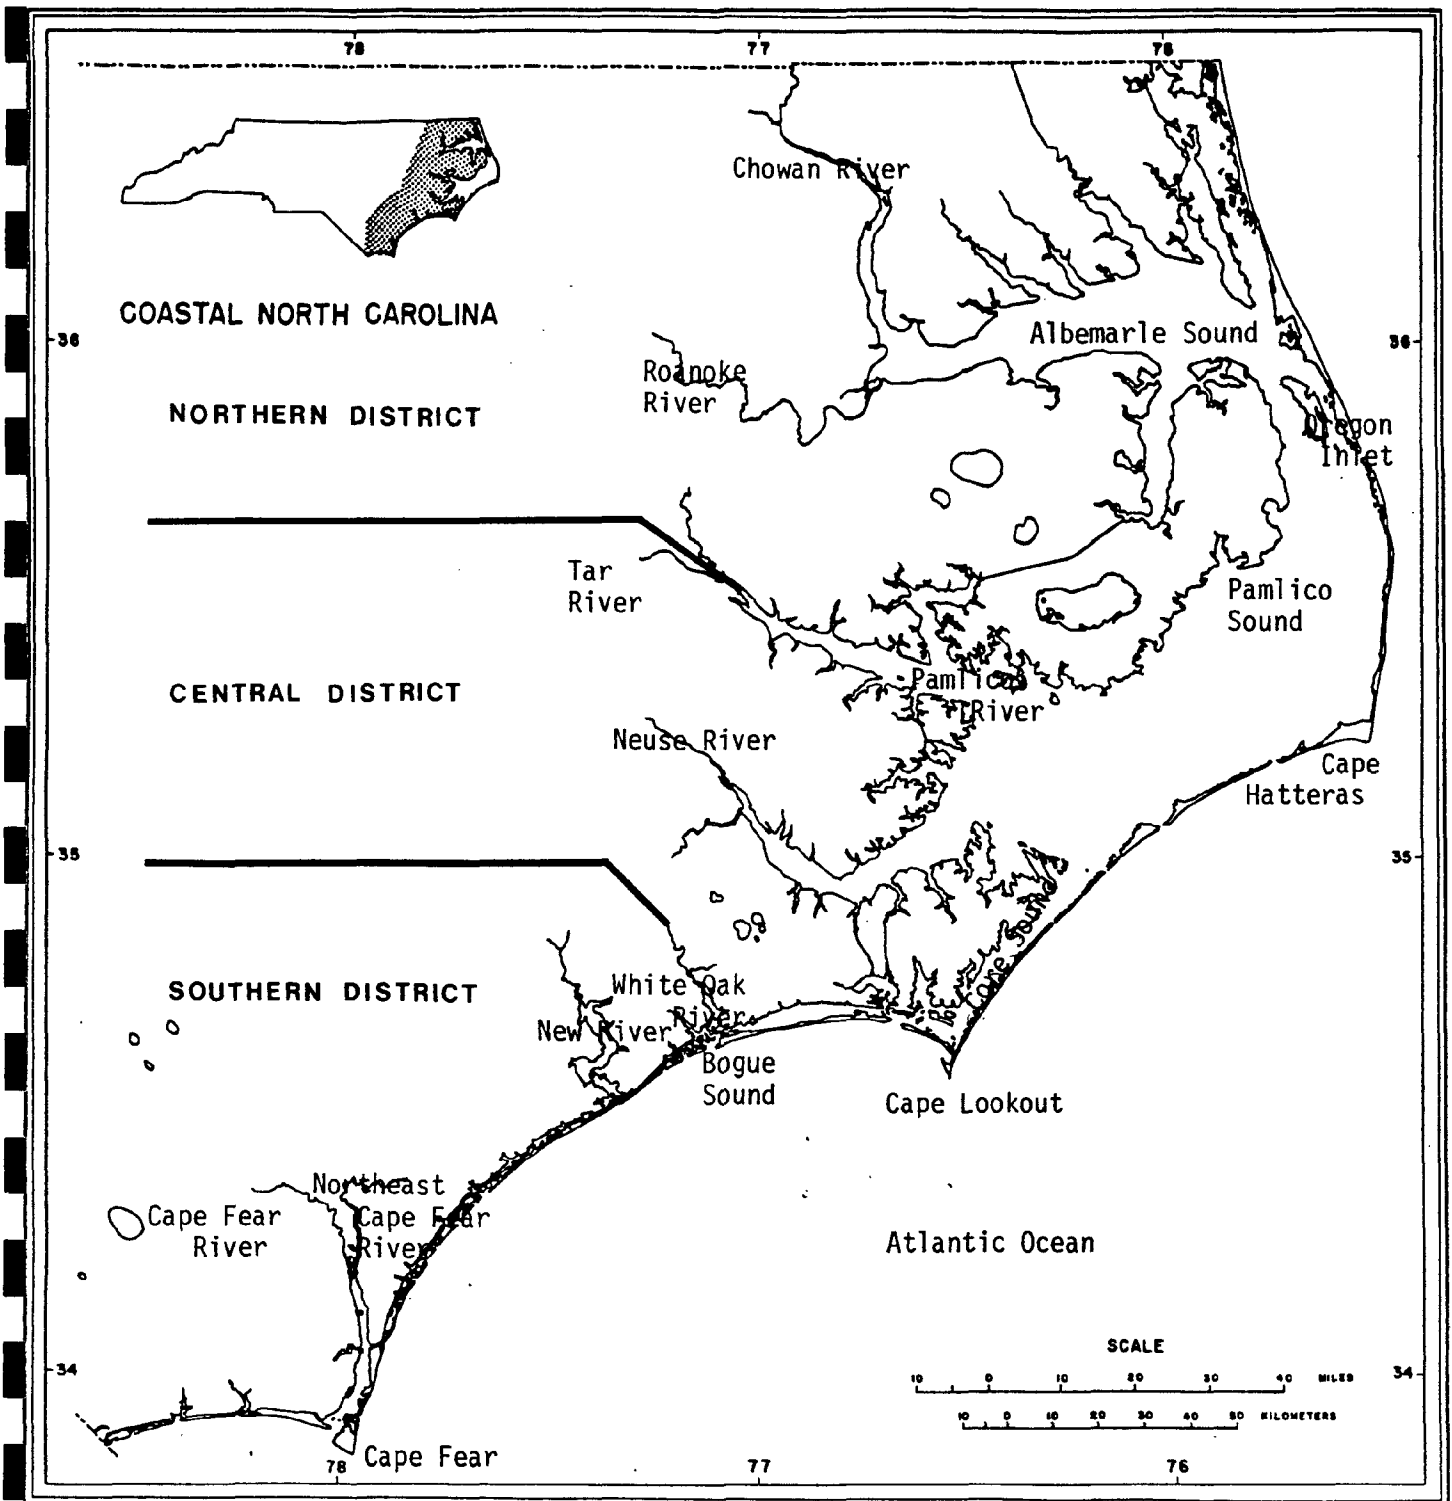 78
77
76
Chowan River
COASTAL NORTH CAROLINA
36
36
Albemarle Sound
Roanoke
River
NORTHERN DISTRICT
Oregon
Inlet
Tar
River
Pamlico
Sound
CENTRAL DISTRICT
Pamlico
River
Neuse River
Cape
Hatteras
35
35
Core Sound
SOUTHERN DISTRICT
White Oak
River
New River
Bogue
Sound
Cape Lookout
Northeast
Cape Fear
River
Cape Fear
River
Atlantic Ocean
SCALE
10 0 10 20 30 40 MILES
10 0 10 20 30 40 50 KILOMETERS
34
34
Cape Fear
78
77
76